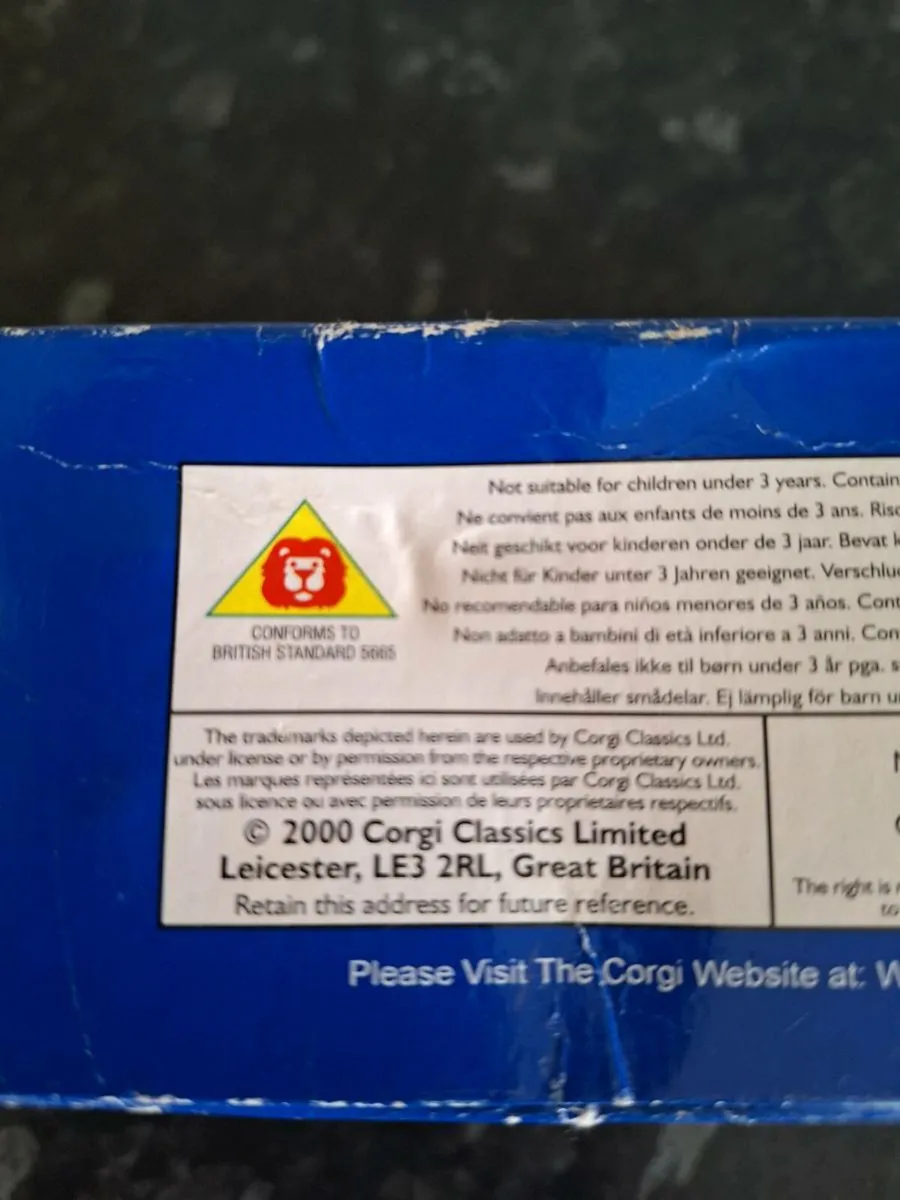 Not suitable for children under 3 years. Contain
Ne convient pas aux enfants de moins de 3 ans. Risc
Neit geschikt voor kinderen onder de 3 jaar. Bevat k
Nicht für Kinder unter 3 Jahren geeignet. Verschlu
No recomendable para niños menores de 3 años. Cont
Non adatto a bambini di età inferiore a 3 anni. Con
Anbefales ikke til børn under 3 år pga. s
Innehåller smådelar. Ej lämplig för barn u
CONFORMS TO
BRITISH STANDARD 5665
The trademarks depicted herein are used by Corgi Classics Ltd.
under license or by permission from the respective proprietary owners.
Les marques représentées ici sont utilisées par Corgi Classics Ltd.
sous licence ou avec permission de leurs proprietaires respectifs.
© 2000 Corgi Classics Limited
Leicester, LE3 2RL, Great Britain
Retain this address for future reference.
The right is
to
Please Visit The Corgi Website at: W